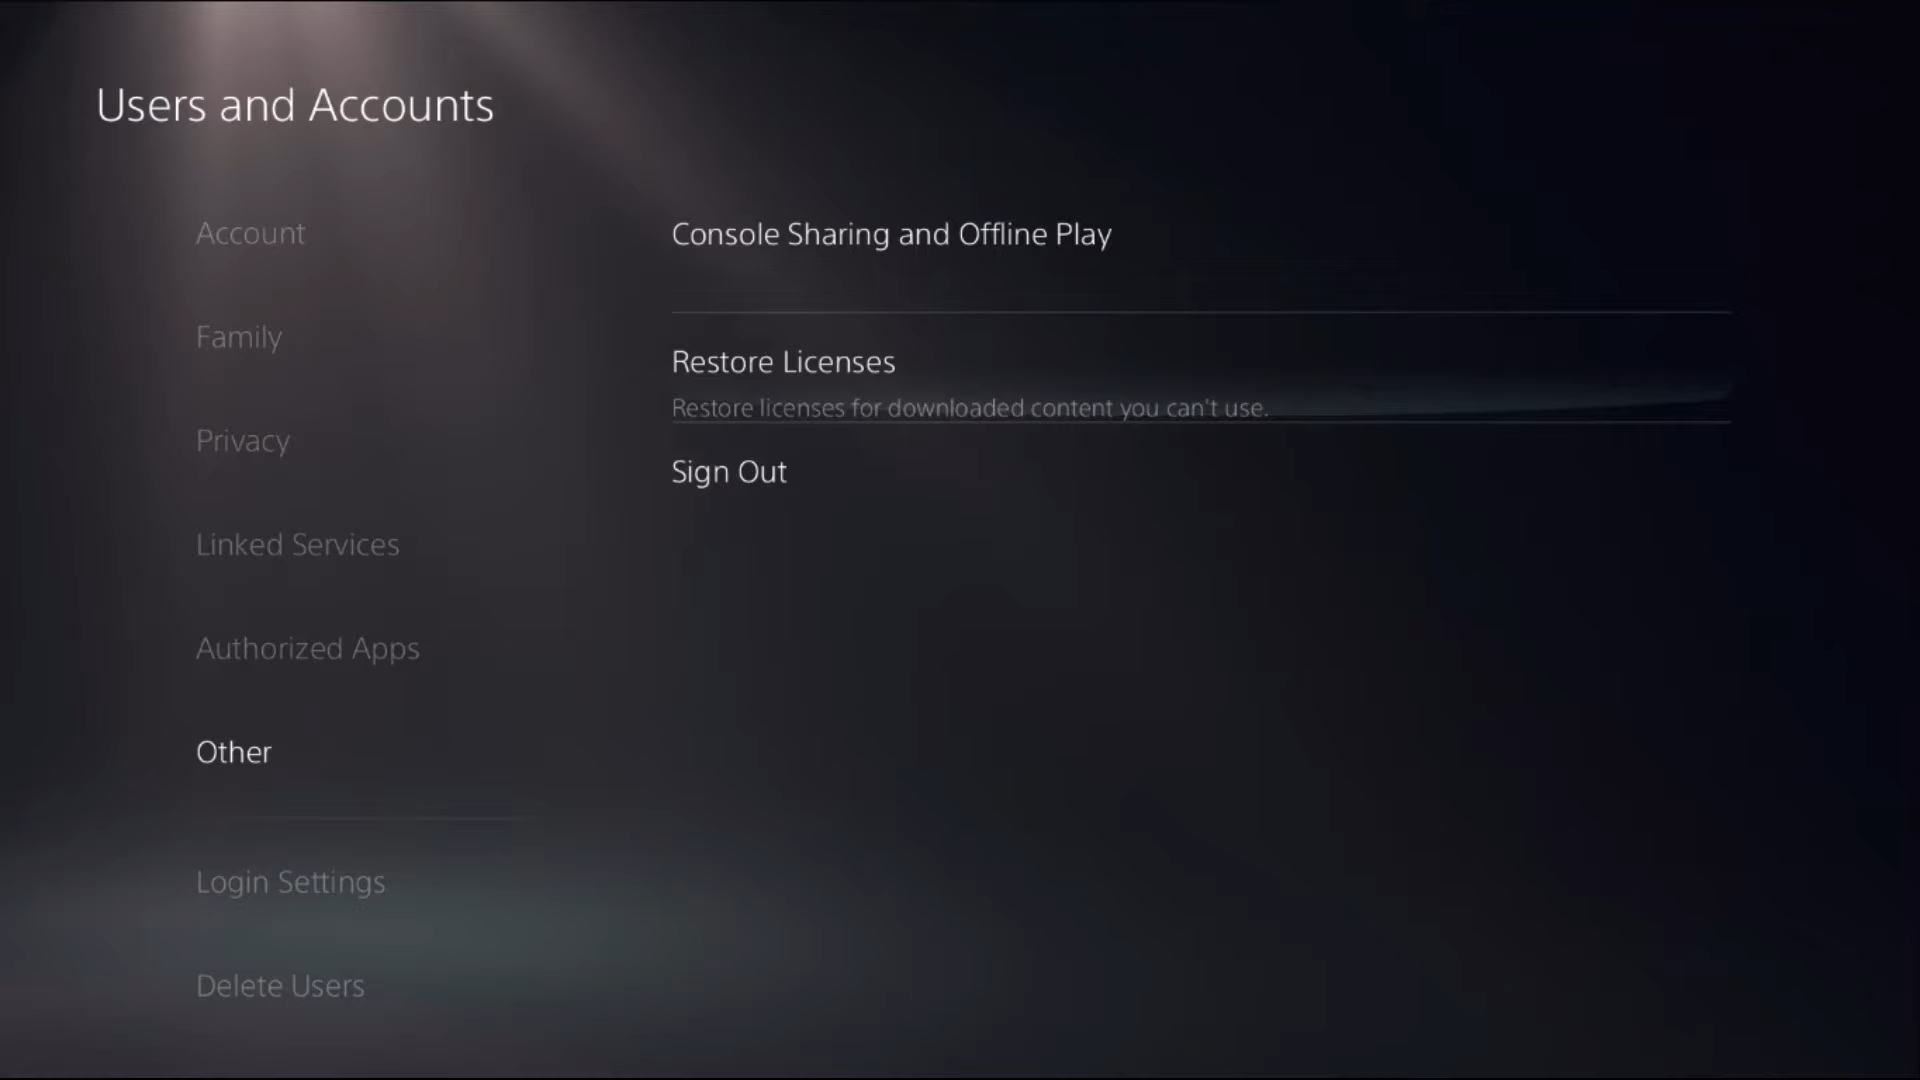 Users and Accounts
Account
Family
Privacy
Linked Services
Authorized Apps
Other
Login Settings
Delete Users
Console Sharing and Offline Play
Restore Licenses
Restore licenses for downloaded content you can't use.
Sign Out